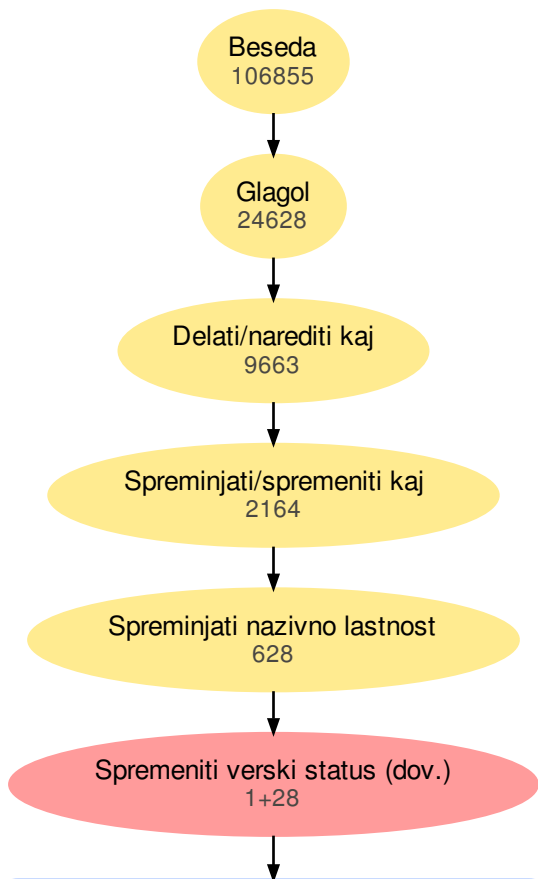 Beseda
106855
Glagol
24628
Delati/narediti kaj
9663
Spreminjati/spremeniti kaj
2164
Spreminjati nazivno lastnost
628
Spremeniti verski status (dov.)
1+28